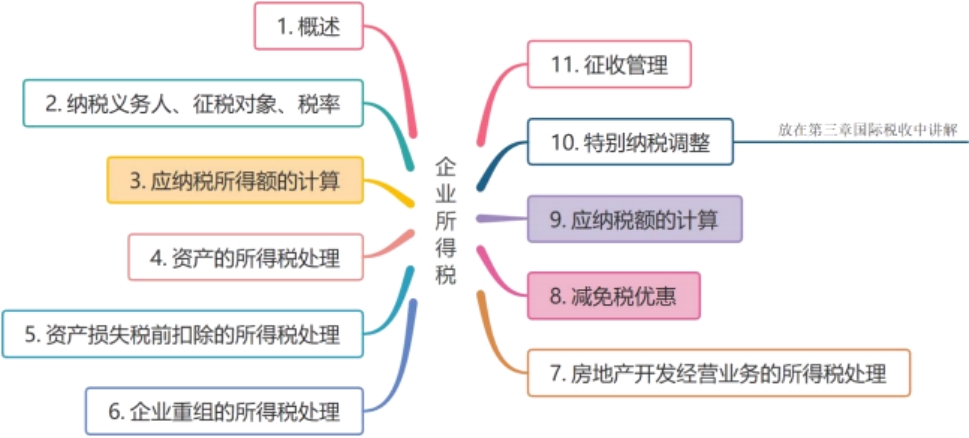 1. 概述
2. 纳税义务人、征税对象、税率
3. 应纳税所得额的计算
4. 资产的所得税处理
5. 资产损失税前扣除的所得税处理
6. 企业重组的所得税处理
企业所得税
11. 征收管理
10. 特别纳税调整
放在第三章国际税收中讲解
9. 应纳税额的计算
8. 减免税优惠
7. 房地产开发经营业务的所得税处理